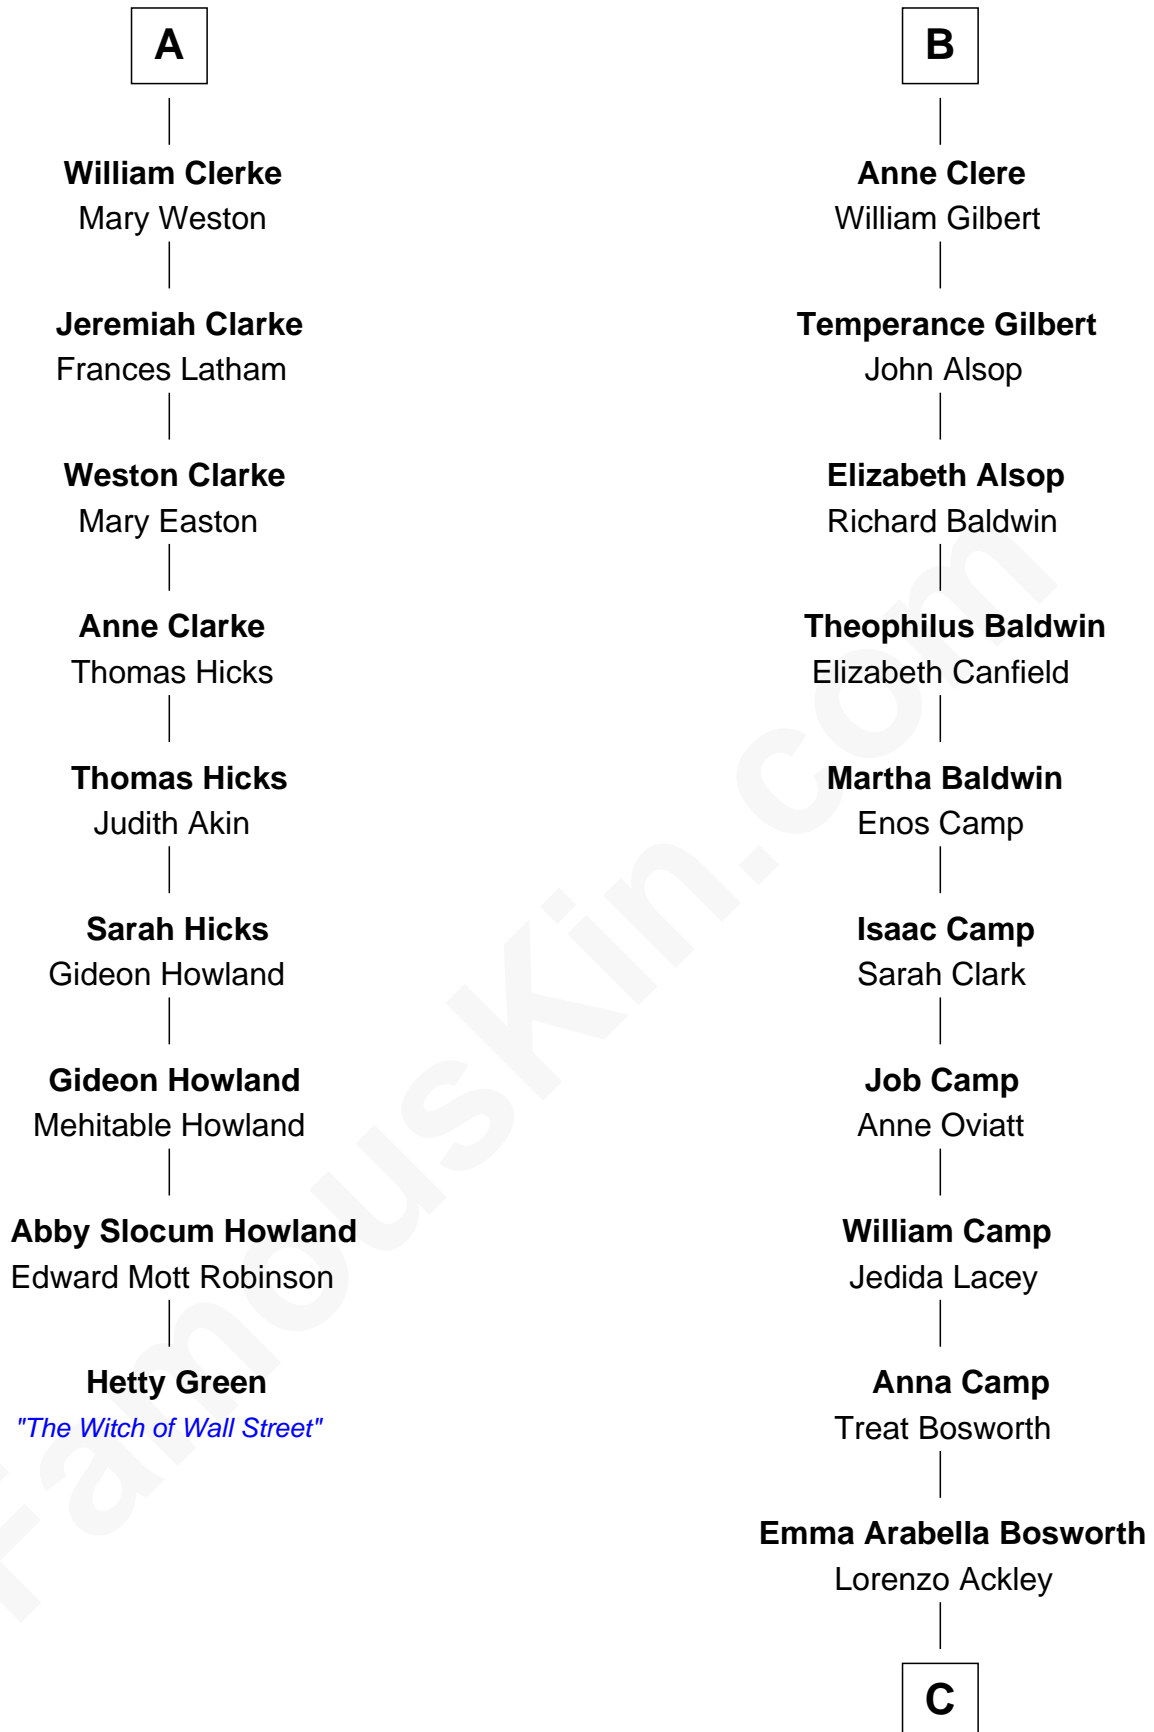 A
William Clerke
Mary Weston
Jeremiah Clarke
Frances Latham
Weston Clarke
Mary Easton
Anne Clarke
Thomas Hicks
Thomas Hicks
Judith Akin
Sarah Hicks
Gideon Howland
Gideon Howland
Mehitable Howland
Abby Slocum Howland
Edward Mott Robinson
Hetty Green
"The Witch of Wall Street"
B
Anne Clere
William Gilbert
Temperance Gilbert
John Alsop
Elizabeth Alsop
Richard Baldwin
Theophilus Baldwin
Elizabeth Canfield
Martha Baldwin
Enos Camp
Isaac Camp
Sarah Clark
Job Camp
Anne Oviatt
William Camp
Jedida Lacey
Anna Camp
Treat Bosworth
Emma Arabella Bosworth
Lorenzo Ackley
C
FamousKin.com